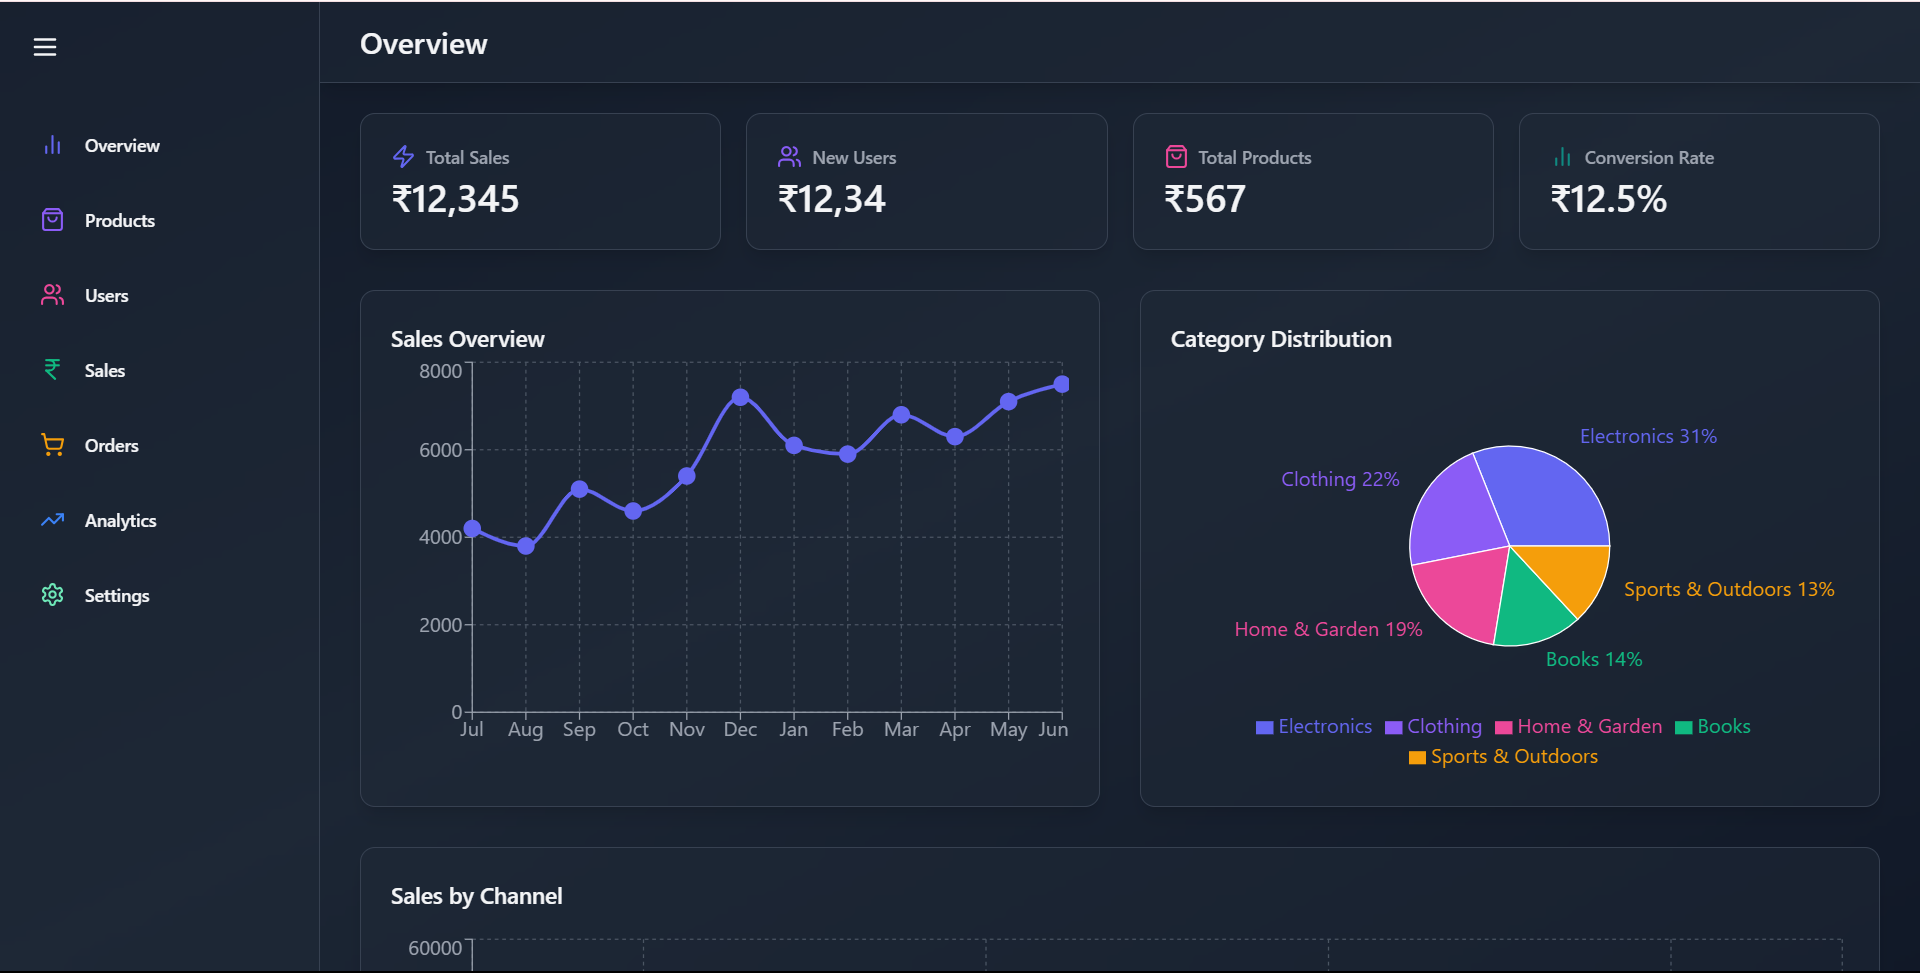 Overview
Overview
Products
Users
Sales
Orders
Analytics
Settings
Total Sales
₹12,345
New Users
₹12,34
Total Products
₹567
Conversion Rate
₹12.5%
Sales Overview
8000
6000
4000
2000
0
Jul Aug Sep Oct Nov Dec Jan Feb Mar Apr May Jun
Category Distribution
Electronics 31%
Clothing 22%
Sports & Outdoors 13%
Home & Garden 19%
Books 14%
Electronics Clothing Home & Garden Books
Sports & Outdoors
Sales by Channel
60000